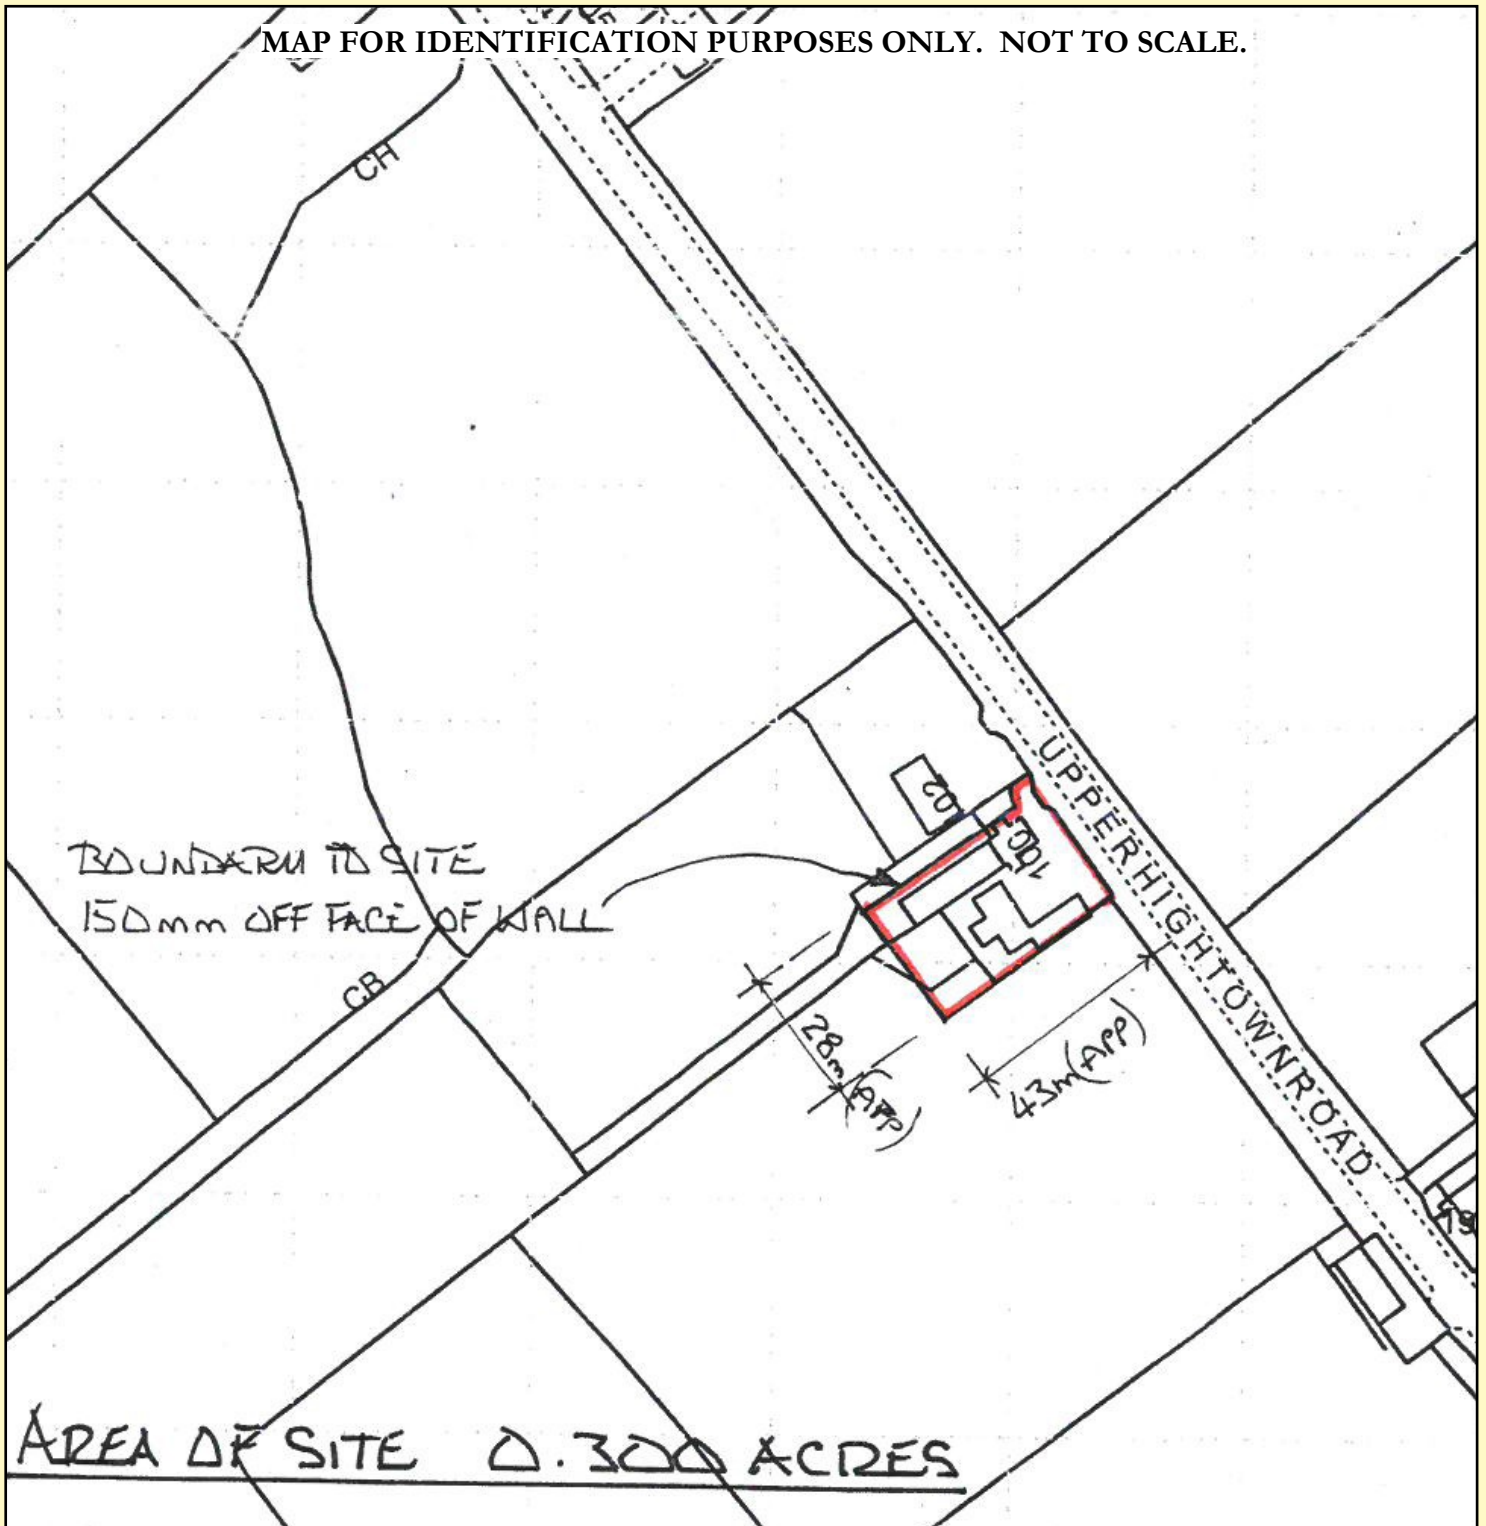 MAP FOR IDENTIFICATION PURPOSES ONLY. NOT TO SCALE.
CH
UPPERHIGHTOWNROAD
102
100
BOUNDARY TO SITE
150mm OFF FACE OF WALL
CB
28m(APP)
43m(APP)
AREA OF SITE 0.300 ACRES